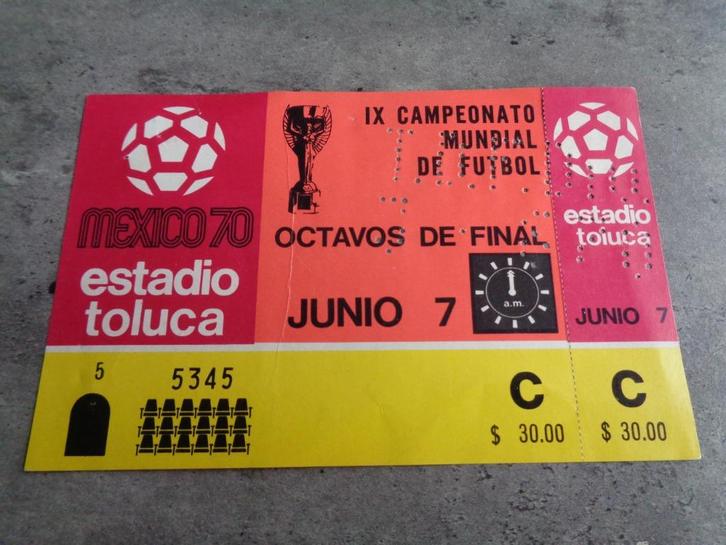 MEXICO 70
estadio
toluca
IX CAMPEONATO
MUNDIAL
DE FUTBOL
OCTAVOS DE FINAL
JUNIO 7
a.m.
estadio
toluca
JUNIO 7
5
5345
C
$ 30.00
C
$ 30.00